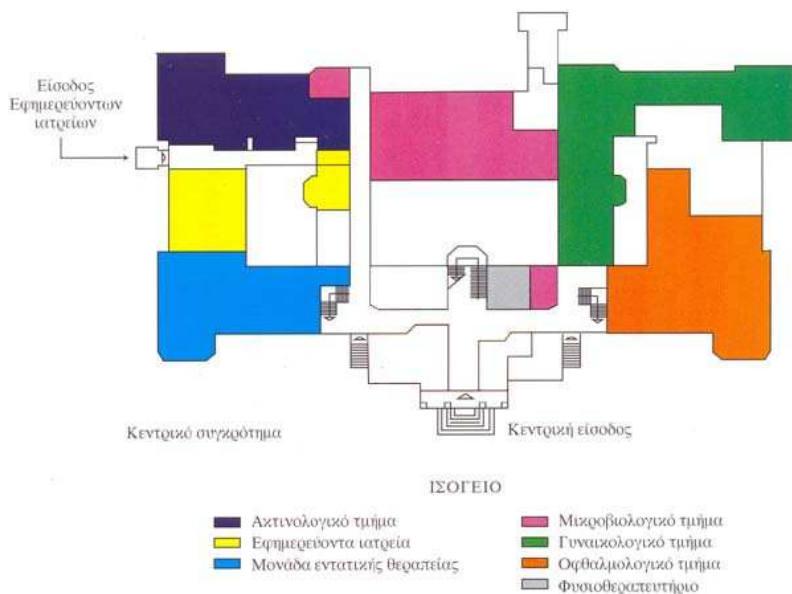 Είσοδος
Εφημερεύοντων
ιατρείων
Κεντρικό συγκρότημα
Κεντρική είσοδος
ΙΣΟΓΕΙΟ
Ακτινολογικό τμήμα
Εφημερεύοντα ιατρεία
Μονάδα εντατικής θεραπείας
Μικροβιολογικό τμήμα
Γυναικολογικό τμήμα
Οφθαλμολογικό τμήμα
Φυσιοθεραπευτήριο